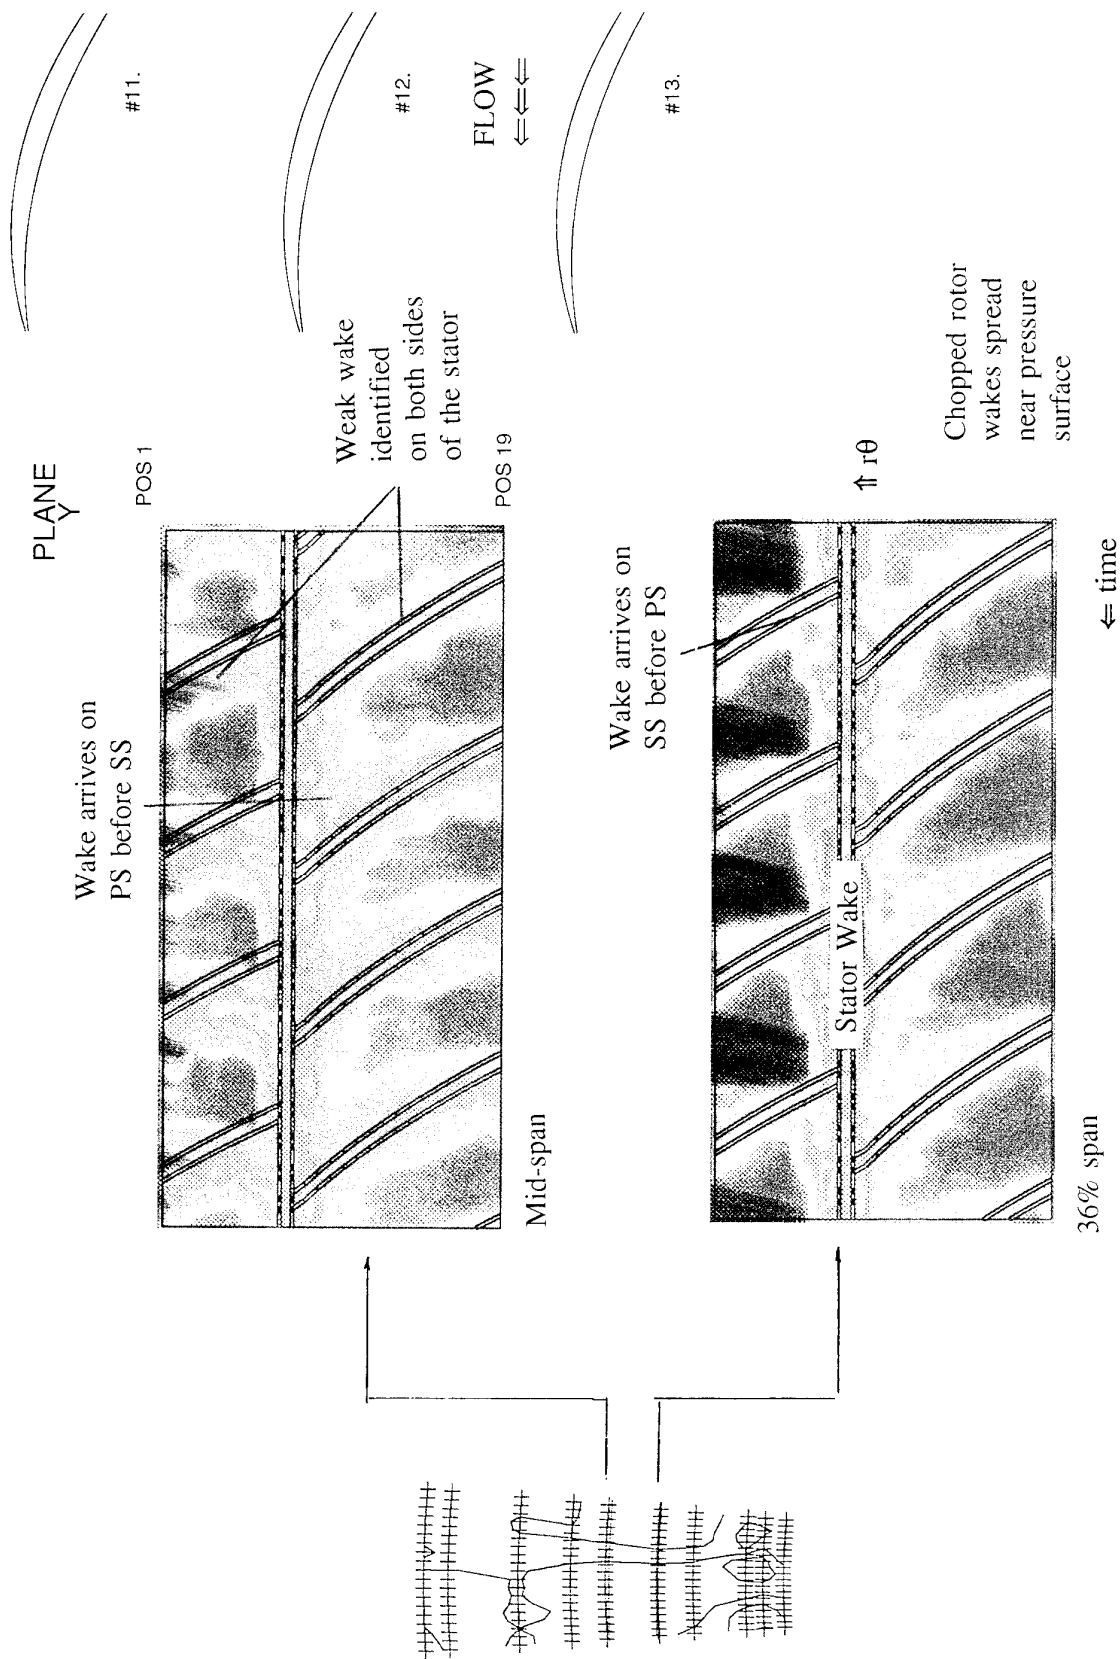 #11.
#12.
FLOW
⇐⇐⇐
#13.
PLANE
Y
POS 1
Wake arrives on
PS before SS
Weak wake
identified
on both sides
of the stator
POS 19
Mid-span
Wake arrives on
SS before PS
⇑ rθ
Chopped rotor
wakes spread
near pressure
surface
Stator Wake
36% span
⇐ time